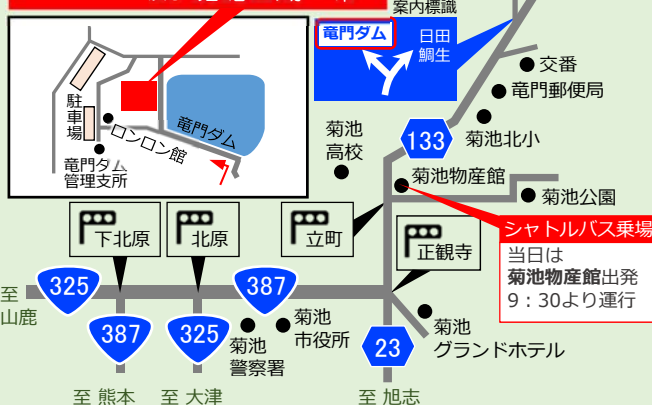 案内標識
竜門ダム
日田
鯛生
交番
竜門郵便局
菊池北小
133
菊池
高校
菊池物産館
菊池公園
駐
車
場
ロンロン館
竜門ダム
竜門ダム
管理支所
下北原
北原
立町
正観寺
シャトルバス乗場
当日は
菊池物産館出発
9：30より運行
至
山鹿
325
387
387
325
菊池
警察署
菊池
市役所
23
菊池
グランドホテル
至 熊本
至 大津
至 旭志